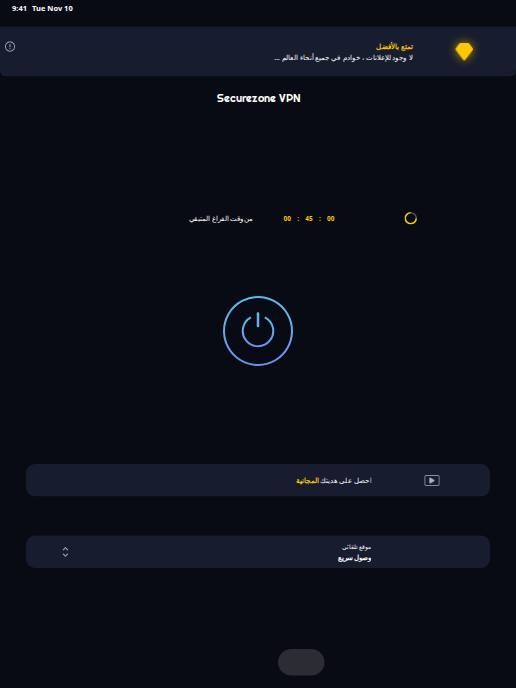 9:41 Tue Nov 10
تمتع بالأفضل
لا وجود للإعلانات ، خوادم في جميع أنحاء العالم ...
Securezone VPN
00 : 45 : 00
من وقت الفراغ المتبقي
احصل على هديتك المجانية
موقع تلقائي
وصول سريع